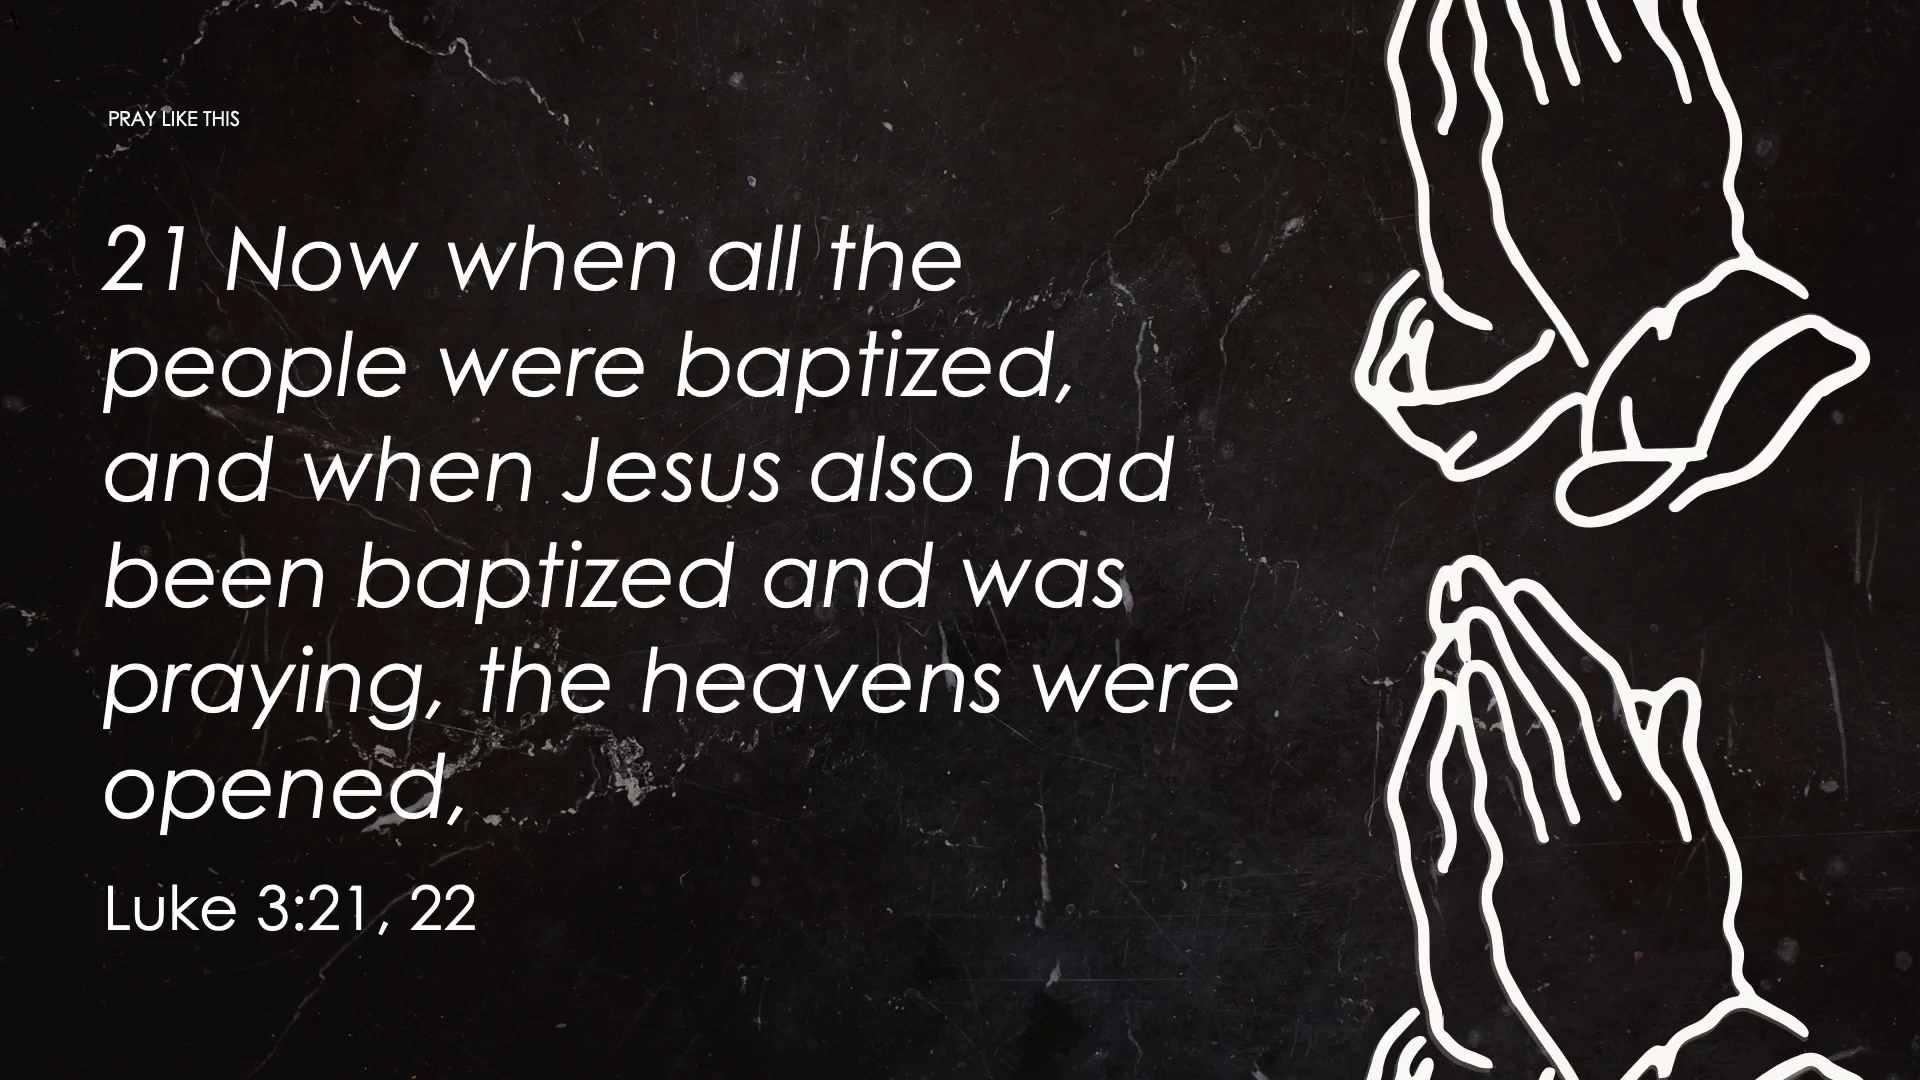 PRAY LIKE THIS
21 Now when all the
people were baptized,
and when Jesus also had
been baptized and was
praying, the heavens were
opened,
Luke 3:21, 22